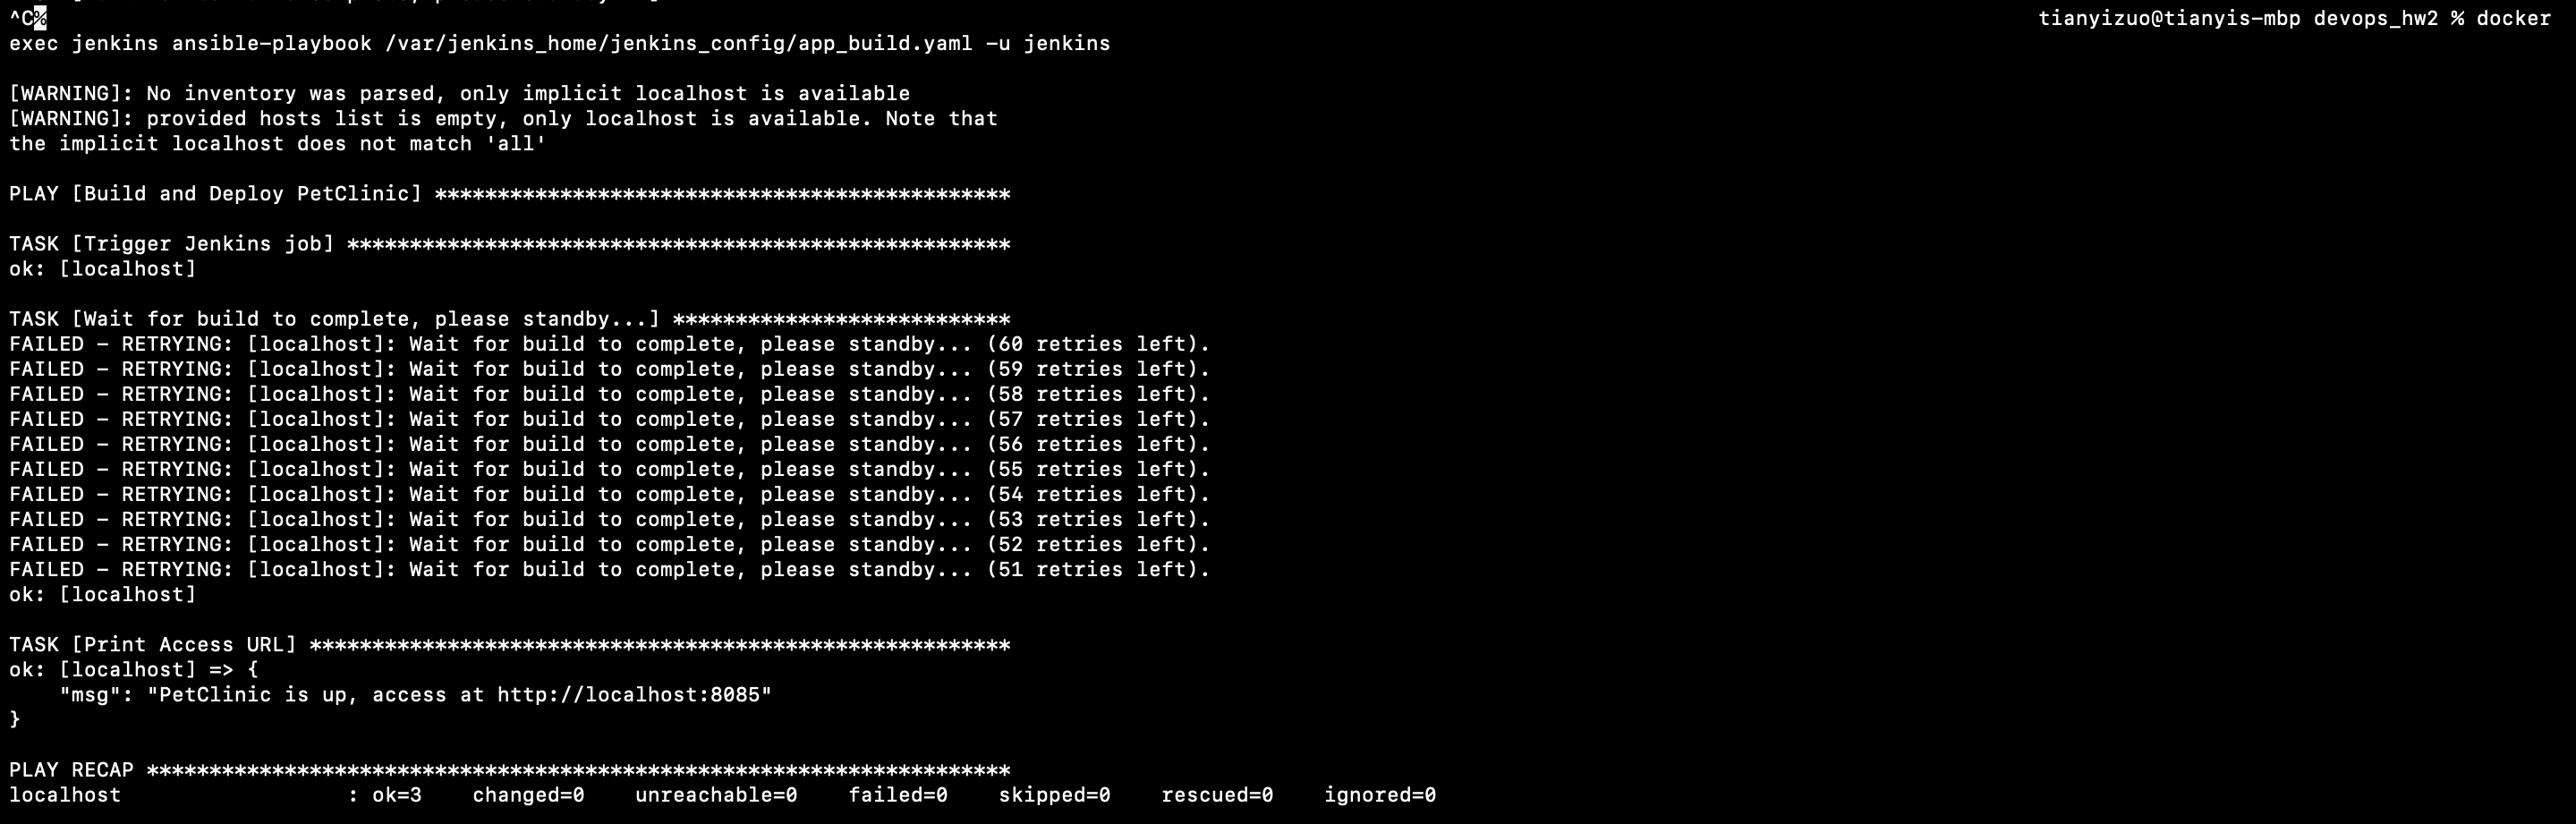 ^C%                    tianyizuo@tianyis-mbp devops_hw2 % docker
exec jenkins ansible-playbook /var/jenkins_home/jenkins_config/app_build.yaml -u jenkins
[WARNING]: No inventory was parsed, only implicit localhost is available
[WARNING]: provided hosts list is empty, only localhost is available. Note that
the implicit localhost does not match 'all'
PLAY [Build and Deploy PetClinic] **********************************************
TASK [Trigger Jenkins job] *****************************************************
ok: [localhost]
TASK [Wait for build to complete, please standby...] ***************************
FAILED - RETRYING: [localhost]: Wait for build to complete, please standby... (60 retries left).
FAILED - RETRYING: [localhost]: Wait for build to complete, please standby... (59 retries left).
FAILED - RETRYING: [localhost]: Wait for build to complete, please standby... (58 retries left).
FAILED - RETRYING: [localhost]: Wait for build to complete, please standby... (57 retries left).
FAILED - RETRYING: [localhost]: Wait for build to complete, please standby... (56 retries left).
FAILED - RETRYING: [localhost]: Wait for build to complete, please standby... (55 retries left).
FAILED - RETRYING: [localhost]: Wait for build to complete, please standby... (54 retries left).
FAILED - RETRYING: [localhost]: Wait for build to complete, please standby... (53 retries left).
FAILED - RETRYING: [localhost]: Wait for build to complete, please standby... (52 retries left).
FAILED - RETRYING: [localhost]: Wait for build to complete, please standby... (51 retries left).
ok: [localhost]
TASK [Print Access URL] ********************************************************
ok: [localhost] => {
    "msg": "PetClinic is up, access at http://localhost:8085"
}
PLAY RECAP *********************************************************************
localhost                  : ok=3    changed=0    unreachable=0    failed=0    skipped=0    rescued=0    ignored=0